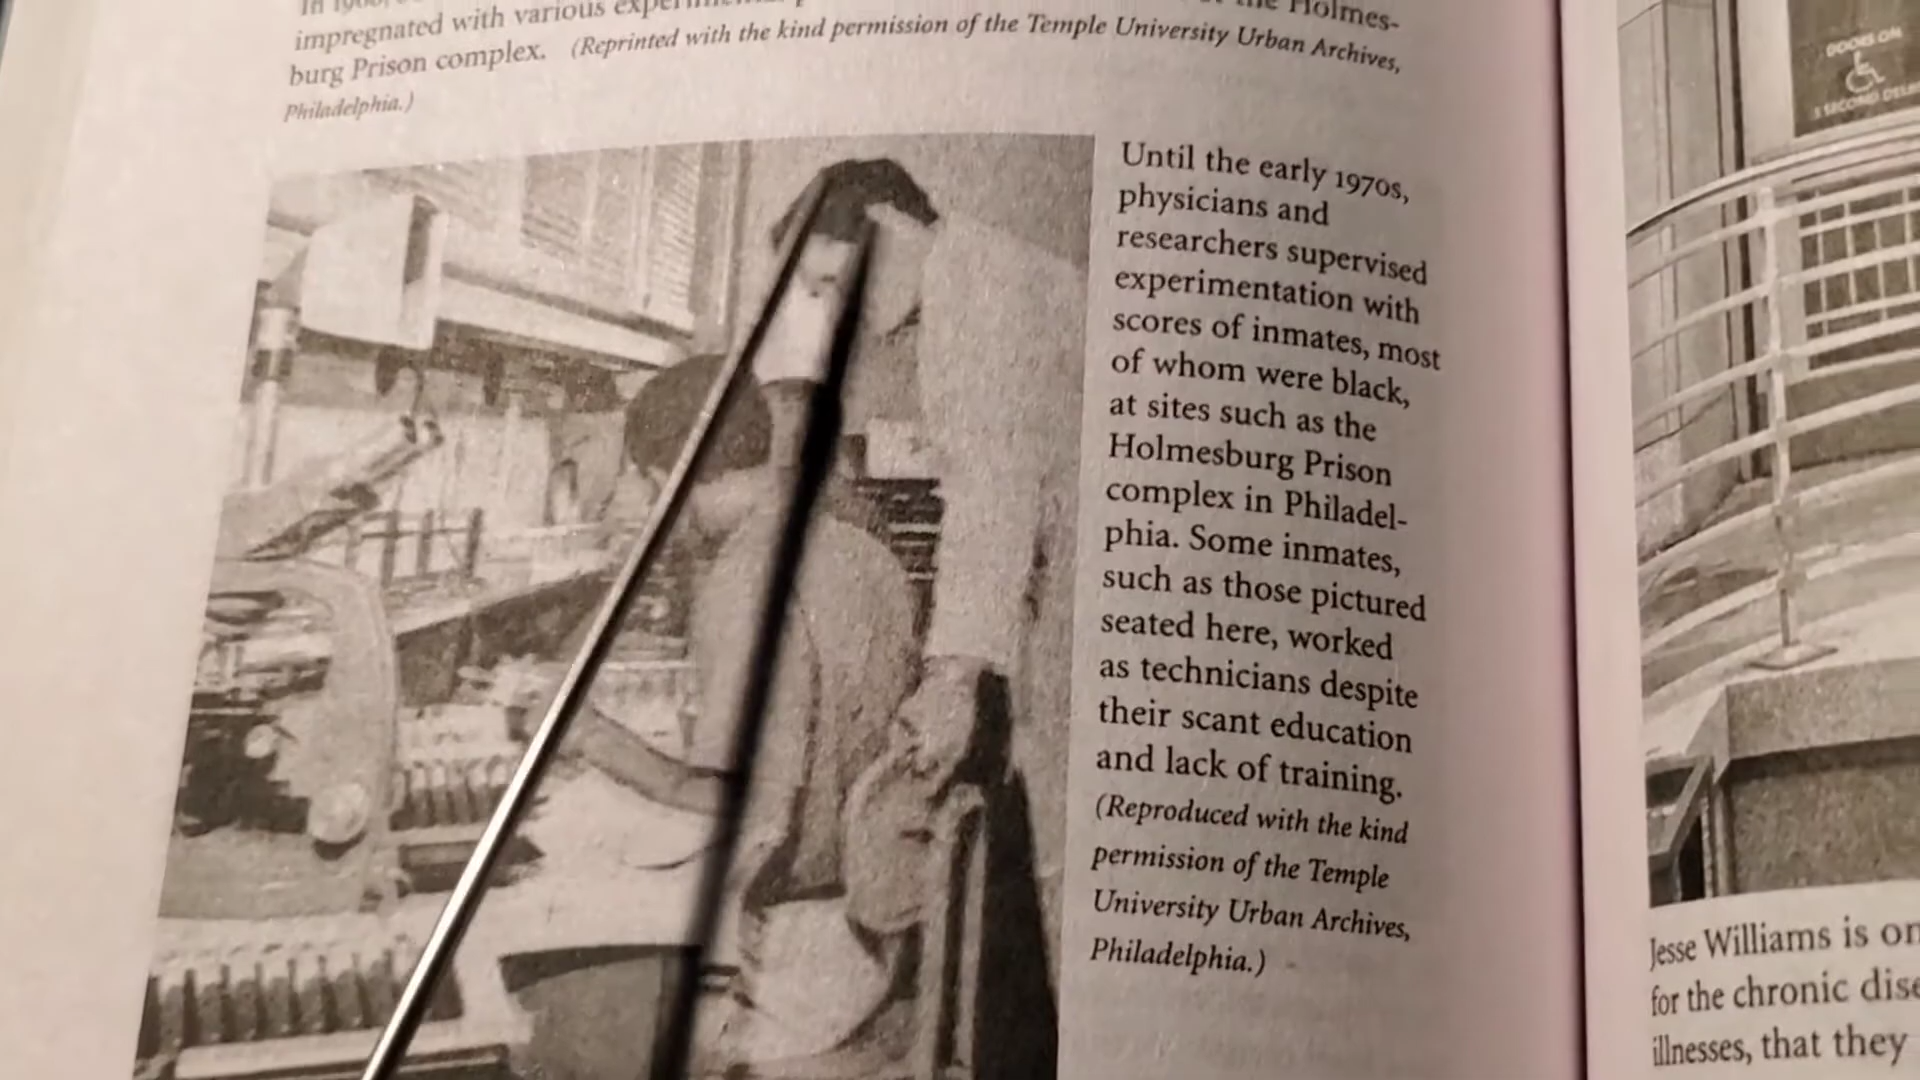 impregnated with various
Holmes-
burg Prison complex. (Reprinted with the kind permission of the Temple University Urban Archives,
Philadelphia.)
Until the early 1970s,
physicians and
researchers supervised
experimentation with
scores of inmates, most
of whom were black,
at sites such as the
Holmesburg Prison
complex in Philadel-
phia. Some inmates,
such as those pictured
seated here, worked
as technicians despite
their scant education
and lack of training.
(Reproduced with the kind
permission of the Temple
University Urban Archives,
Philadelphia.)
DOORS ON
SECOND
Jesse Williams is
for the chronic
illnesses, that they